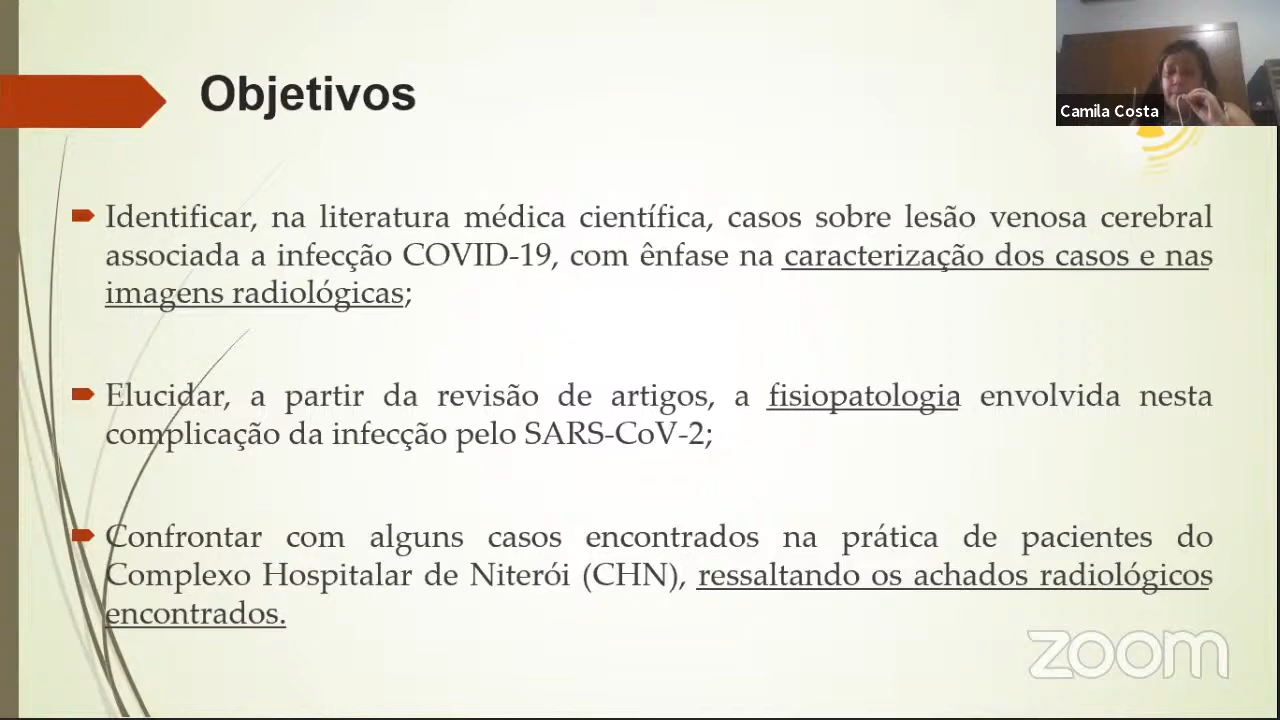 Objetivos
Camila Costa
Identificar, na literatura médica científica, casos sobre lesão venosa cerebral
associada a infecção COVID-19, com ênfase na caracterização dos casos e nas
imagens radiológicas;
Elucidar, a partir da revisão de artigos, a fisiopatologia envolvida nesta
complicação da infecção pelo SARS-CoV-2;
Confrontar com alguns casos encontrados na prática de pacientes do
Complexo Hospitalar de Niterói (CHN), ressaltando os achados radiológicos
encontrados.
zoom